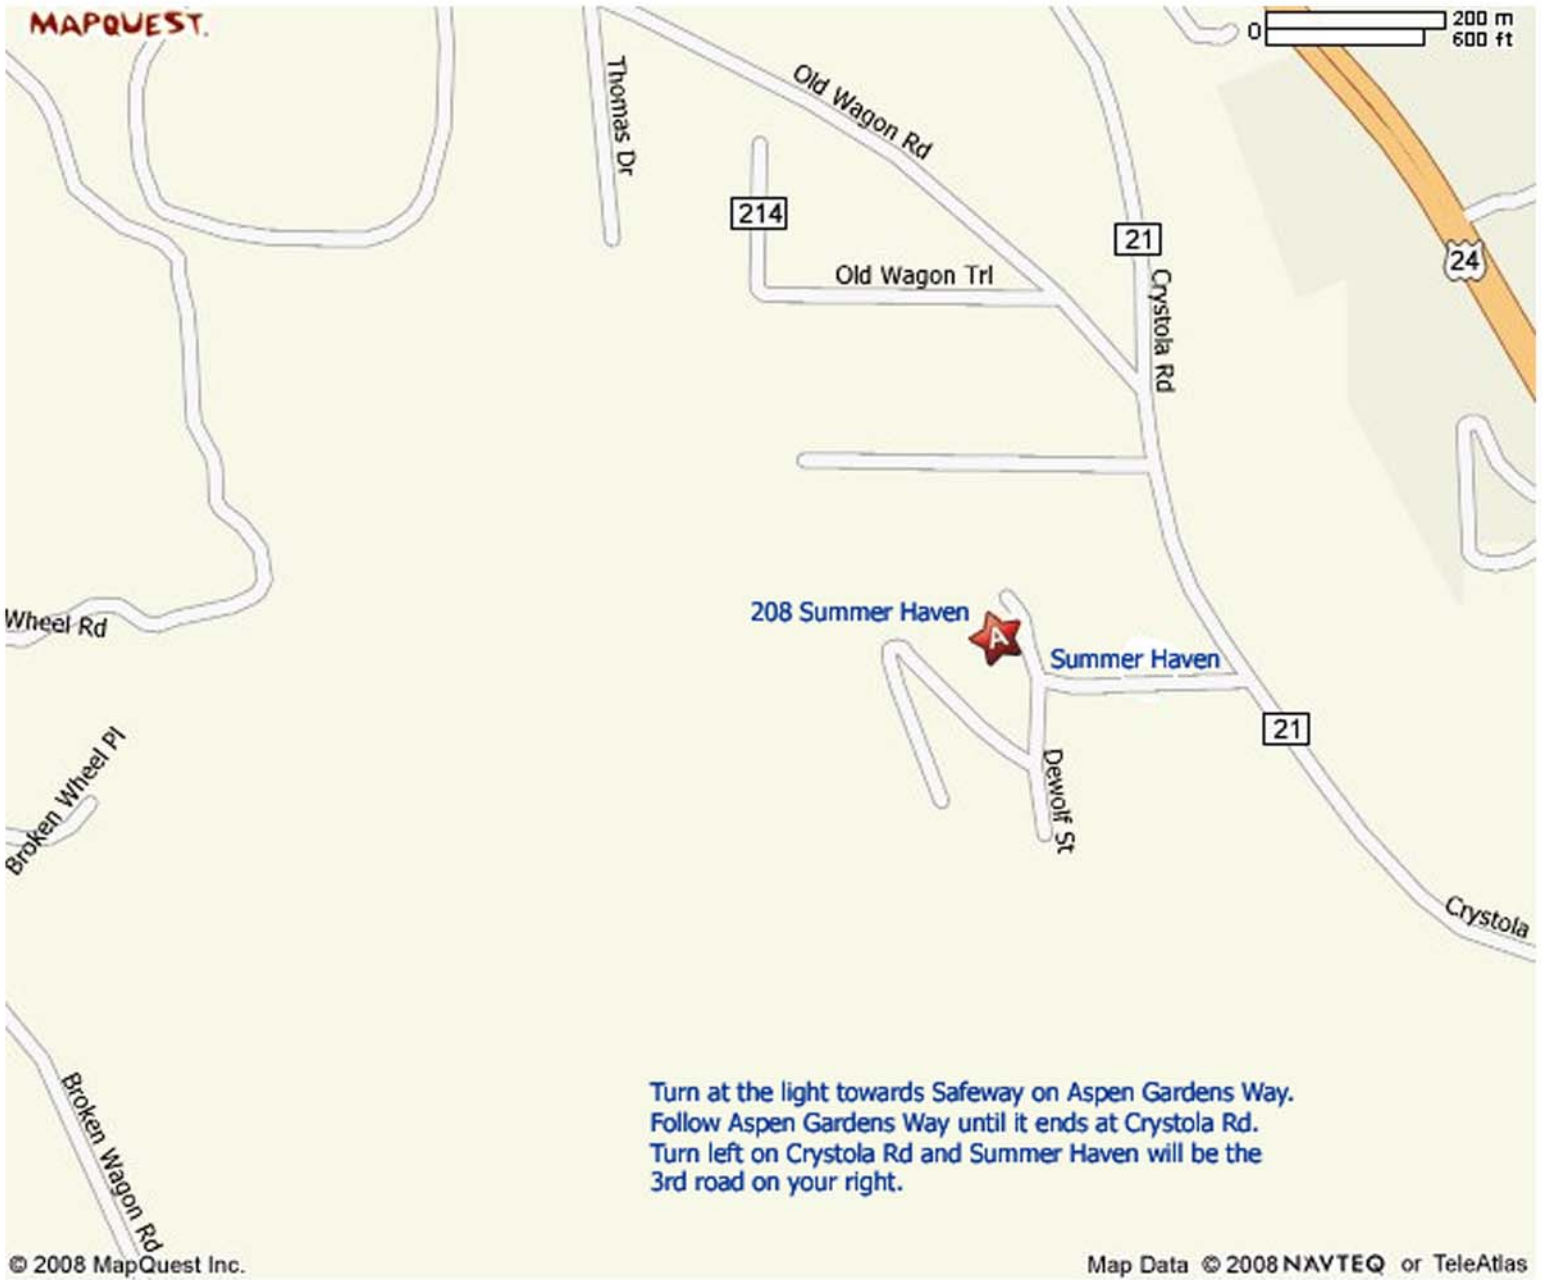 MAPQUEST.
0
200 m
600 ft
Thomas Dr
Old Wagon Rd
214
21
24
Old Wagon Trl
Crystola Rd
208 Summer Haven
A
Summer Haven
Wheel Rd
21
Broken Wheel Pl
Dewolf St
Crystola
Broken Wagon Rd
Turn at the light towards Safeway on Aspen Gardens Way.
Follow Aspen Gardens Way until it ends at Crystola Rd.
Turn left on Crystola Rd and Summer Haven will be the
3rd road on your right.
© 2008 MapQuest Inc.
Map Data © 2008 NAVTEQ or TeleAtlas